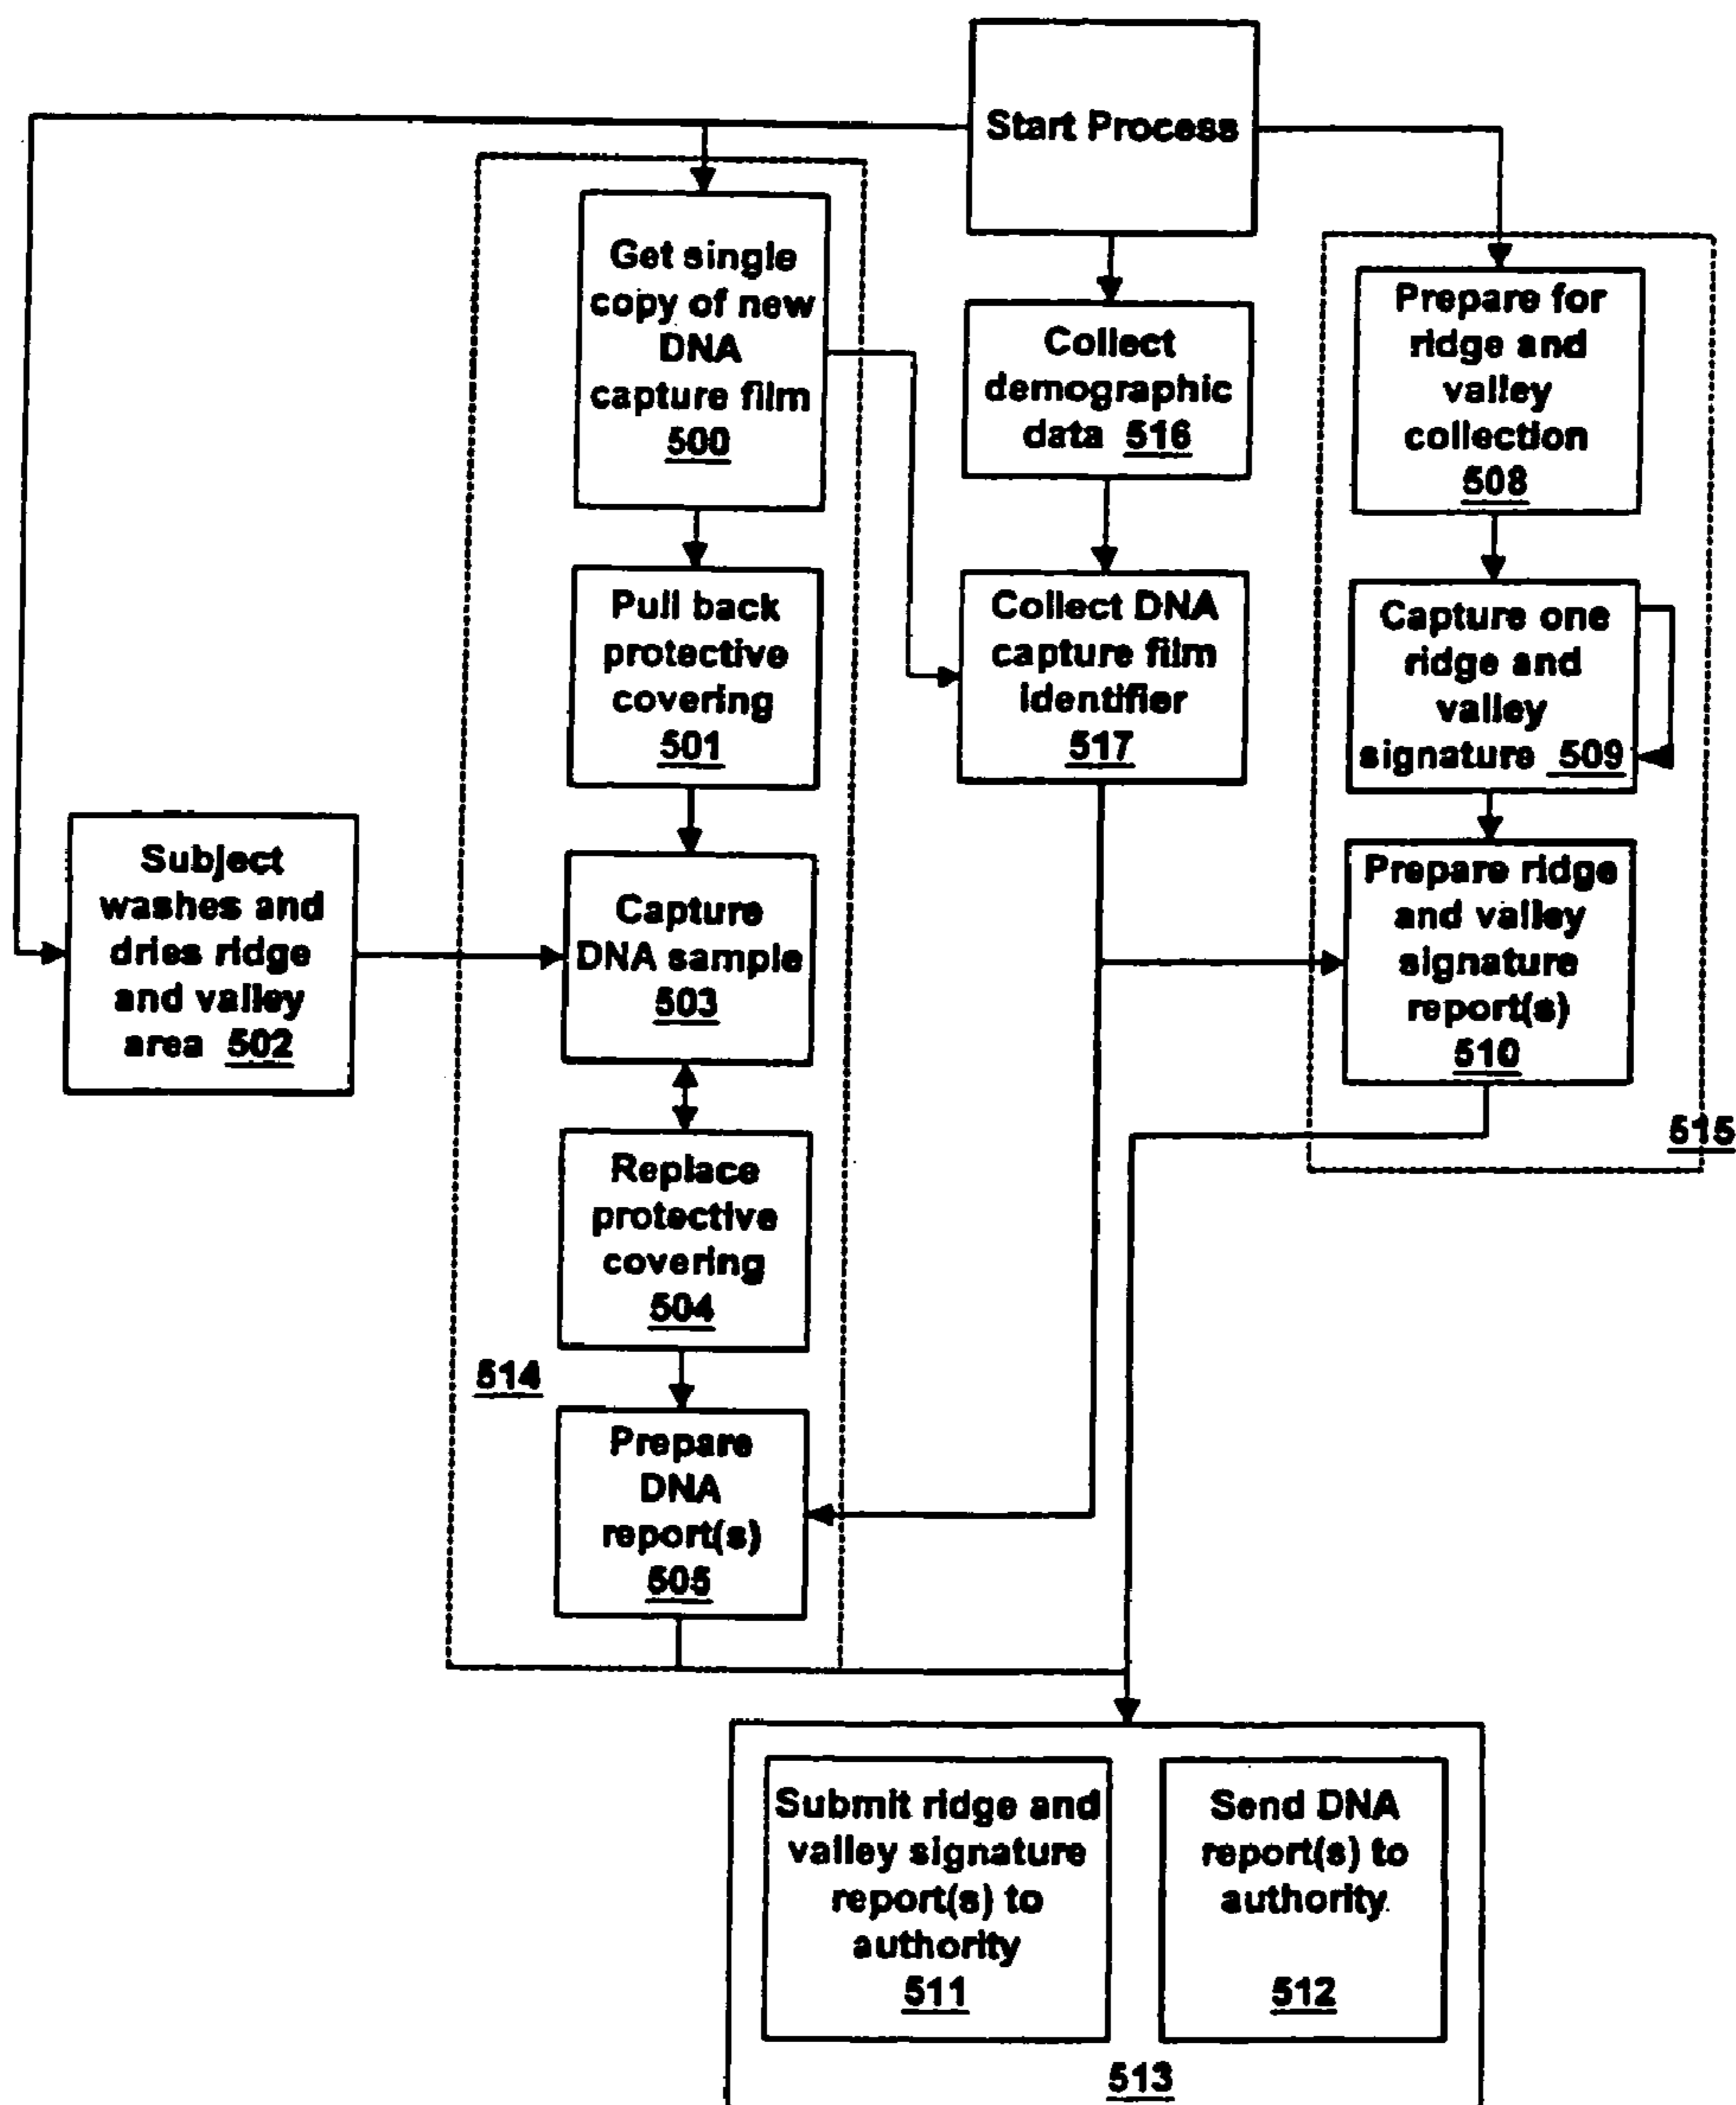 Start Process
Get single
copy of new
DNA
capture film
500
Collect
demographic
data 516
Prepare for
ridge and
valley
collection
508
Pull back
protective
covering
501
Collect DNA
capture film
identifier
517
Capture one
ridge and
valley
signature 509
Subject
washes and
dries ridge
and valley
area 502
Capture
DNA sample
503
Prepare ridge
and valley
signature
report(s)
510
515
Replace
protective
covering
504
514
Prepare
DNA
report(s)
505
Submit ridge and
valley signature
report(s) to
authority
511
Send DNA
report(s) to
authority
512
513